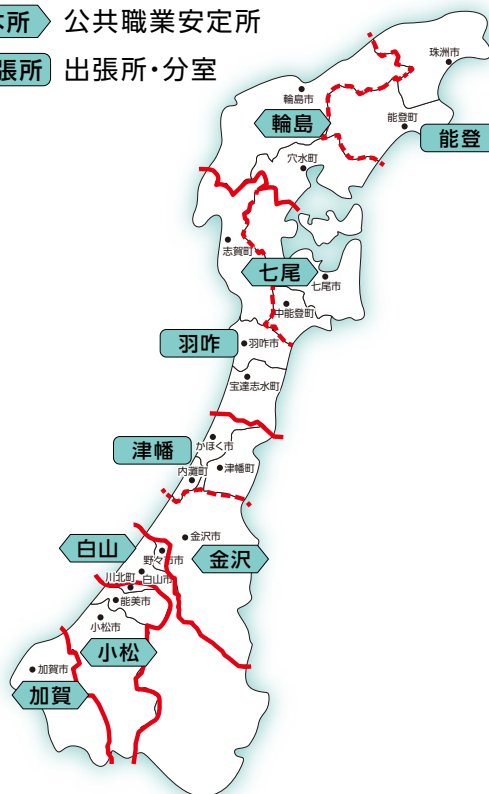 本所 公共職業安定所
張所 出張所・分室
珠洲市
輪島市
能登町
輪島
能登
穴水町
志賀町
七尾
七尾市
中能登町
羽咋
羽咋市
宝達志水町
かほく市
津幡
津幡町
内灘町
金沢市
白山
野々市市
金沢
川北町
白山市
能美市
小松市
小松
加賀市
加賀